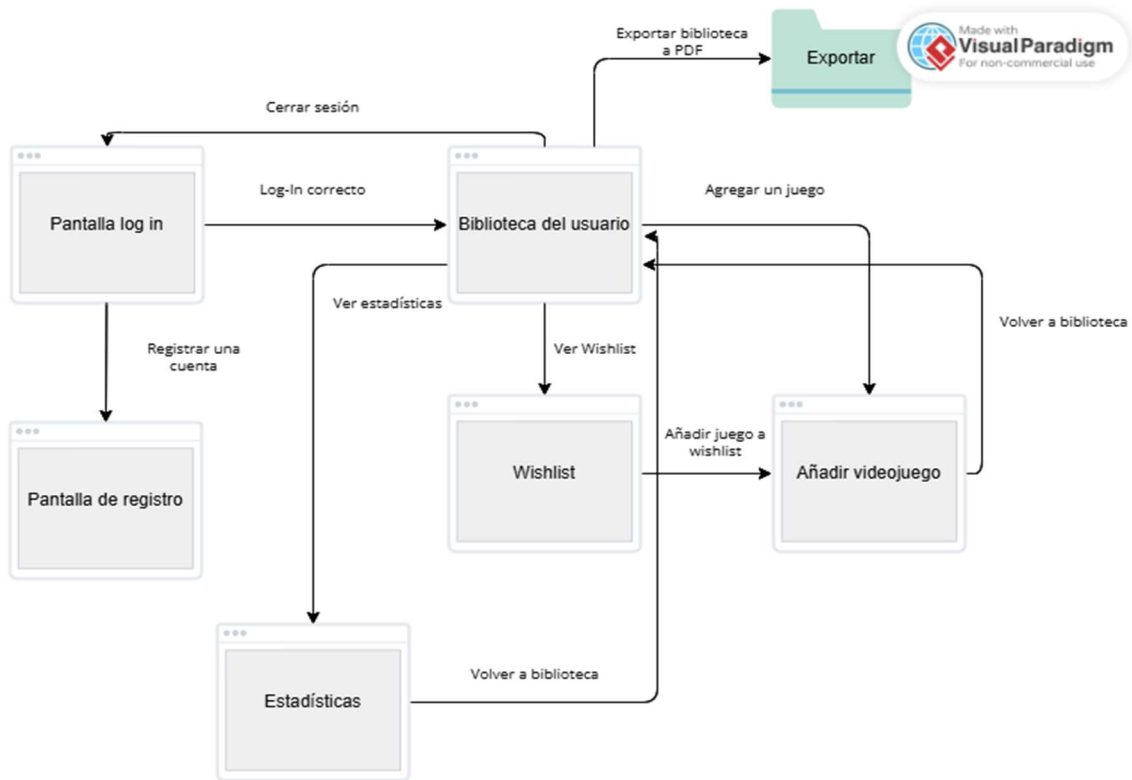 Exportar biblioteca
a PDF
Exportar
Made with
Visual Paradigm
For non-commercial use
Cerrar sesión
Pantalla log in
Log-In correcto
Biblioteca del usuario
Agregar un juego
Ver estadísticas
Volver a biblioteca
Registrar una
cuenta
Ver Wishlist
Pantalla de registro
Wishlist
Añadir juego a
wishlist
Añadir videojuego
Estadísticas
Volver a biblioteca